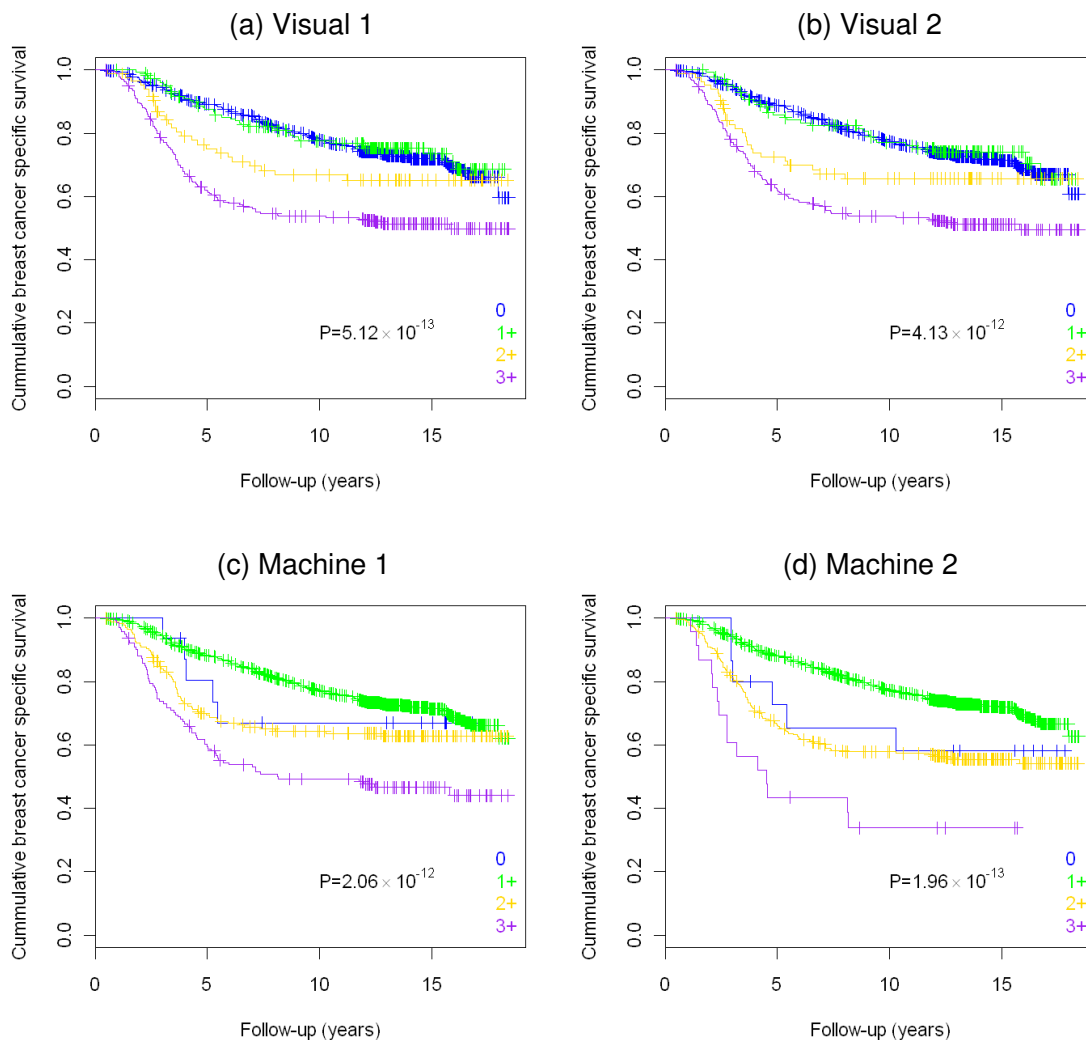 (a) Visual 1
Cummulative breast cancer specific survival
1.0
0.8
0.6
0.4
0.2
0.0
0
1+
2+
3+
P=5.12 × 10^-13
0 5 10 15
Follow-up (years)
(b) Visual 2
Cummulative breast cancer specific survival
1.0
0.8
0.6
0.4
0.2
0.0
0
1+
2+
3+
P=4.13 × 10^-12
0 5 10 15
Follow-up (years)
(c) Machine 1
Cummulative breast cancer specific survival
1.0
0.8
0.6
0.4
0.2
0.0
0
1+
2+
3+
P=2.06 × 10^-12
0 5 10 15
Follow-up (years)
(d) Machine 2
Cummulative breast cancer specific survival
1.0
0.8
0.6
0.4
0.2
0.0
0
1+
2+
3+
P=1.96 × 10^-13
0 5 10 15
Follow-up (years)